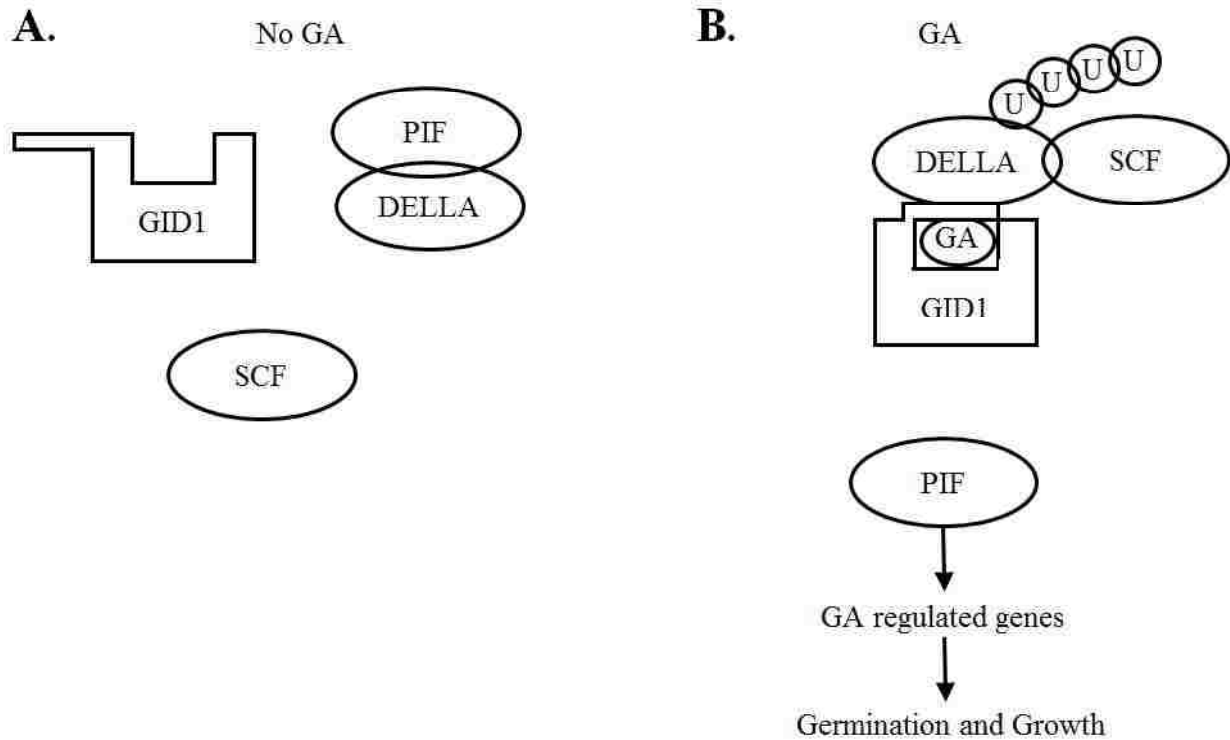 A.
No GA
PIF
DELLA
GID1
SCF
B.
GA
U U U U
DELLA
SCF
GA
GID1
PIF
GA regulated genes
Germination and Growth